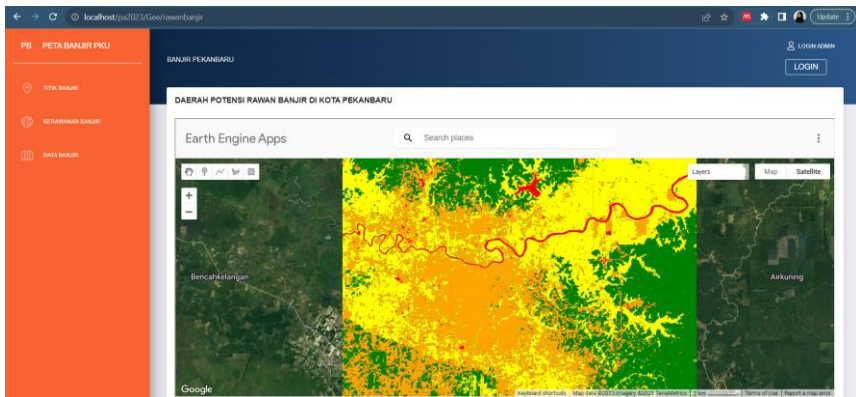 localhost/pa2023/Gee/rawanbanjir
Update
PB PETA BANJIR PKU
TITIK BANJIR
KERAWANAN BANJIR
DATA BANJIR
BANJIR PEKANBARU
LOGIN ADMIN
LOGIN
DAERAH POTENSI RAWAN BANJIR DI KOTA PEKANBARU
Earth Engine Apps
Search places
Layers
Map
Satellite
+
−
Bencahkelangan
Airkuning
Google
Keyboard shortcuts
Map data ©2023 Imagery ©2023 TerraMetrics
2 km
Terms of Use
Report a map error